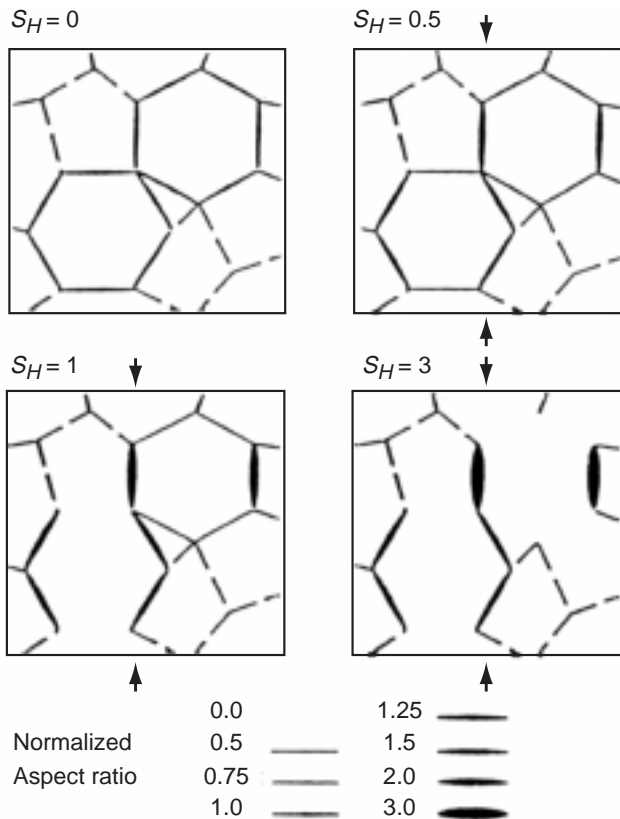 S_H = 0
S_H = 0.5
S_H = 1
S_H = 3
0.0 1.25
Normalized 0.5 1.5
Aspect ratio 0.75 2.0
1.0 3.0